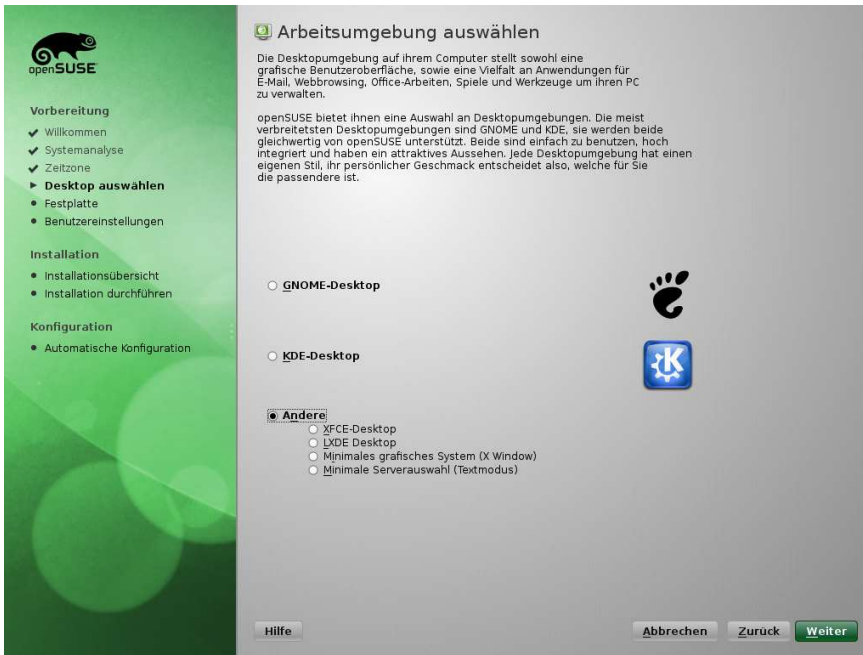 openSUSE
Vorbereitung
Willkommen
Systemanalyse
Zeitzone
Desktop auswählen
Festplatte
Benutzereinstellungen
Installation
Installationsübersicht
Installation durchführen
Konfiguration
Automatische Konfiguration
Arbeitsumgebung auswählen
Die Desktopumgebung auf ihrem Computer stellt sowohl eine
grafische Benutzeroberfläche, sowie eine Vielfalt an Anwendungen für
E-Mail, Webbrowsing, Office-Arbeiten, Spiele und Werkzeuge um ihren PC
zu verwalten.
openSUSE bietet ihnen eine Auswahl an Desktopumgebungen. Die meist
verbreitetsten Desktopumgebungen sind GNOME und KDE, sie werden beide
gleichwertig von openSUSE unterstützt. Beide sind einfach zu benutzen, hoch
integriert und haben ein attraktives Aussehen. Jede Desktopumgebung hat einen
eigenen Stil, ihr persönlicher Geschmack entscheidet also, welche für Sie
die passendere ist.
GNOME-Desktop
KDE-Desktop
Andere
XFCE-Desktop
LXDE Desktop
Minimales grafisches System (X Window)
Minimale Serverauswahl (Textmodus)
Hilfe
Abbrechen
Zurück
Weiter